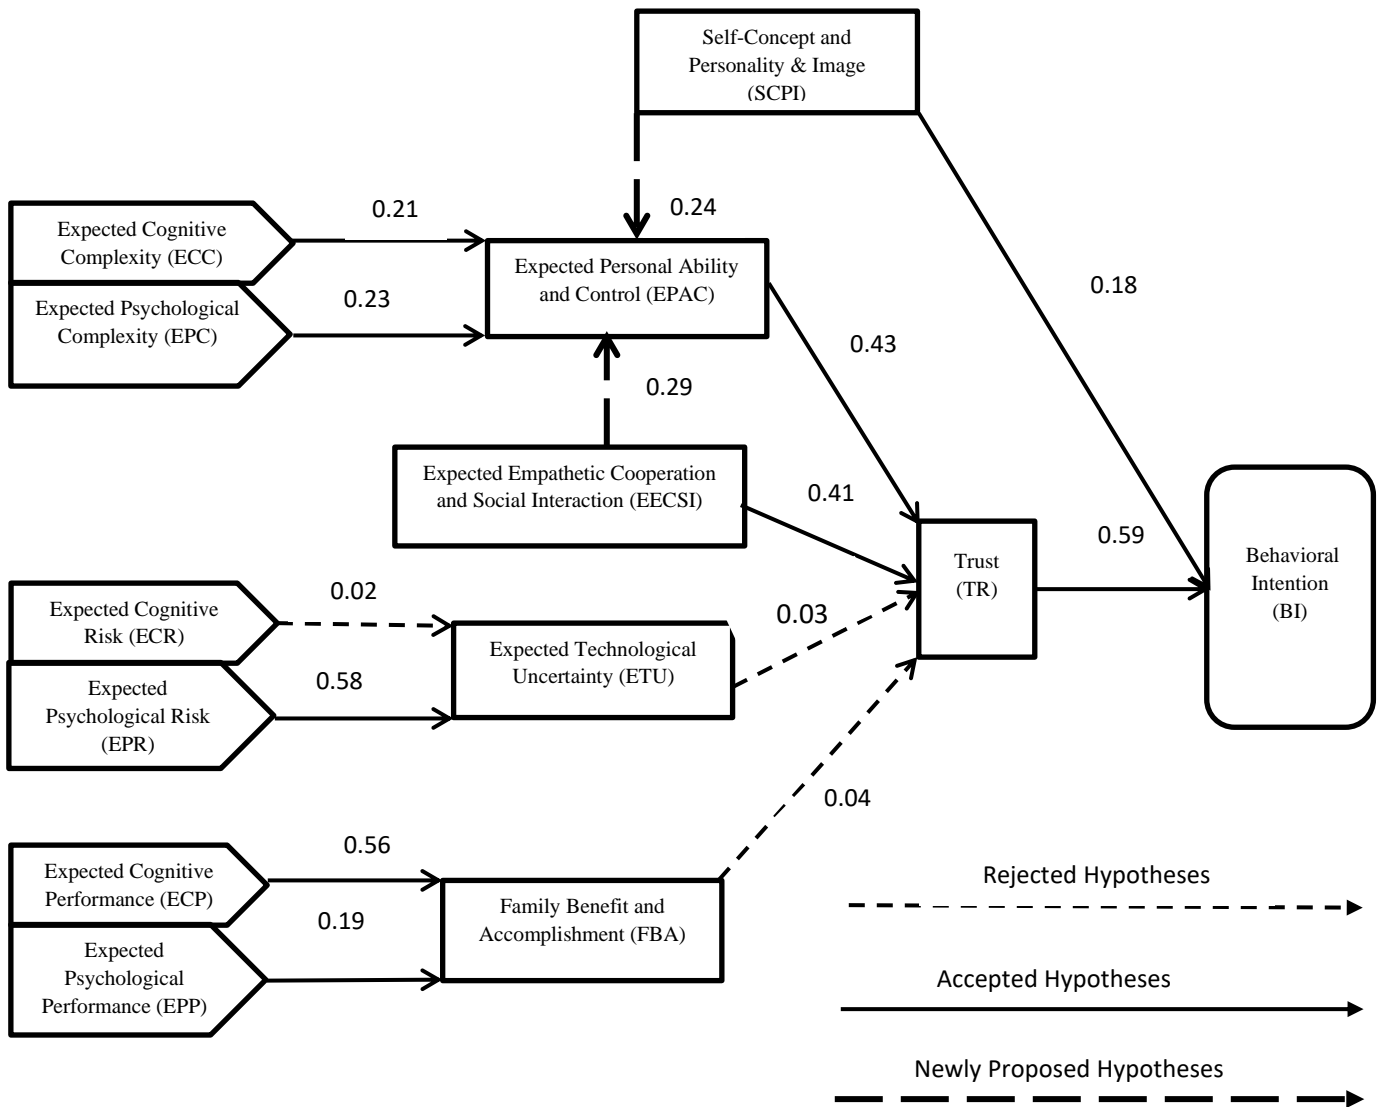 Self-Concept and
Personality & Image
(SCPI)
0.21
0.24
Expected Cognitive
Complexity (ECC)
Expected Personal Ability
and Control (EPAC)
0.18
Expected Psychological
Complexity (EPC)
0.23
0.43
0.29
Expected Empathetic Cooperation
and Social Interaction (EECSI)
0.41
0.59
Trust
(TR)
Behavioral
Intention
(BI)
0.02
Expected Cognitive
Risk (ECR)
0.03
Expected Technological
Uncertainty (ETU)
Expected
Psychological Risk
(EPR)
0.58
0.04
0.56
Expected Cognitive
Performance (ECP)
0.19
Family Benefit and
Accomplishment (FBA)
Expected
Psychological
Performance (EPP)
Rejected Hypotheses
Accepted Hypotheses
Newly Proposed Hypotheses